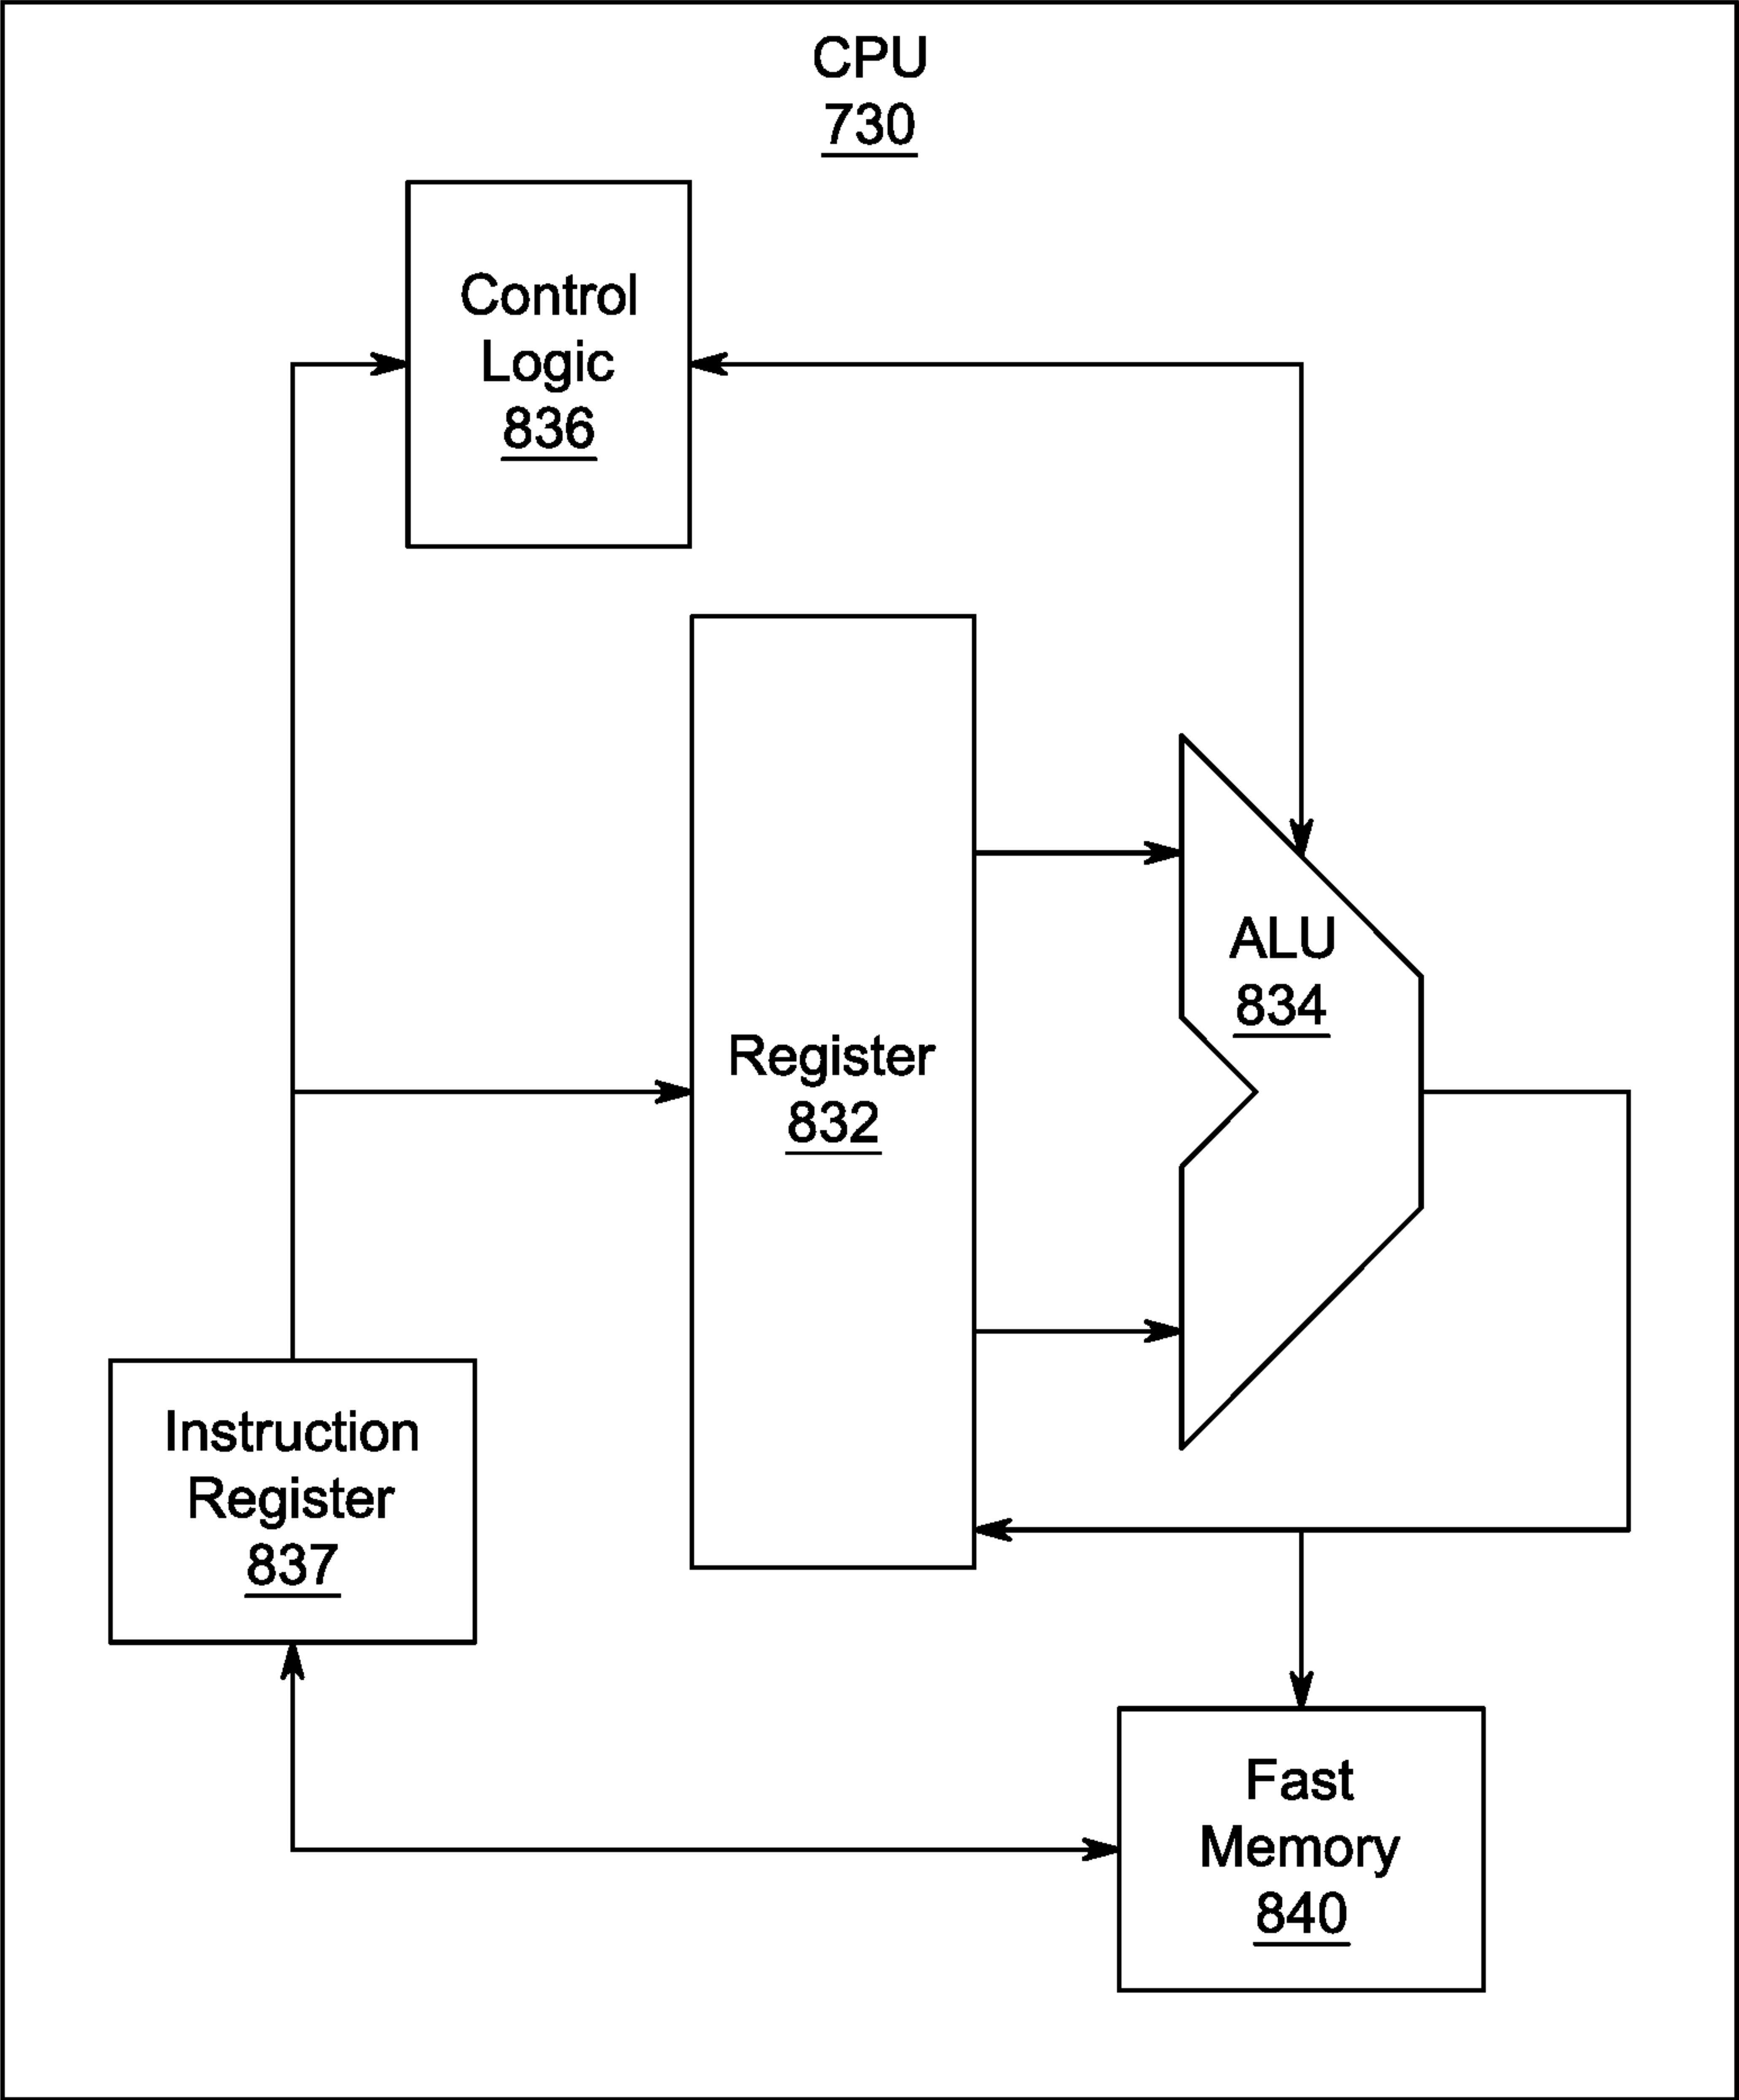 CPU
730
Control
Logic
836
ALU
834
Register
832
Instruction
Register
837
Fast
Memory
840